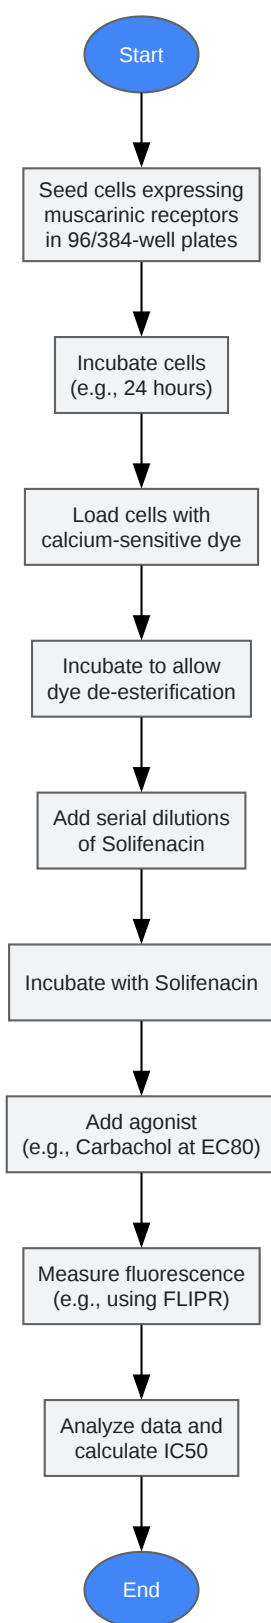 Start
Seed cells expressing
muscarinic receptors
in 96/384-well plates
Incubate cells
(e.g., 24 hours)
Load cells with
calcium-sensitive dye
Incubate to allow
dye de-esterification
Add serial dilutions
of Solifenacin
Incubate with Solifenacin
Add agonist
(e.g., Carbachol at EC80)
Measure fluorescence
(e.g., using FLIPR)
Analyze data and
calculate IC50
End